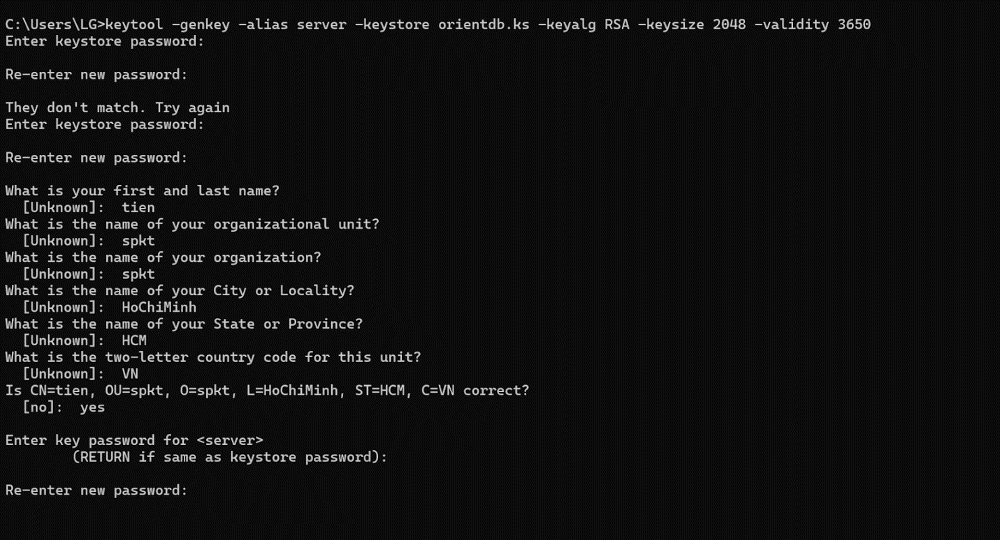 C:\Users\LG>keytool -genkey -alias server -keystore orientdb.ks -keyalg RSA -keysize 2048 -validity 3650
Enter keystore password:
Re-enter new password:
They don't match. Try again
Enter keystore password:
Re-enter new password:
What is your first and last name?
[Unknown]:  tien
What is the name of your organizational unit?
[Unknown]:  spkt
What is the name of your organization?
[Unknown]:  spkt
What is the name of your City or Locality?
[Unknown]:  HoChiMinh
What is the name of your State or Province?
[Unknown]:  HCM
What is the two-letter country code for this unit?
[Unknown]:  VN
Is CN=tien, OU=spkt, O=spkt, L=HoChiMinh, ST=HCM, C=VN correct?
[no]:  yes
Enter key password for <server>
(RETURN if same as keystore password):
Re-enter new password: